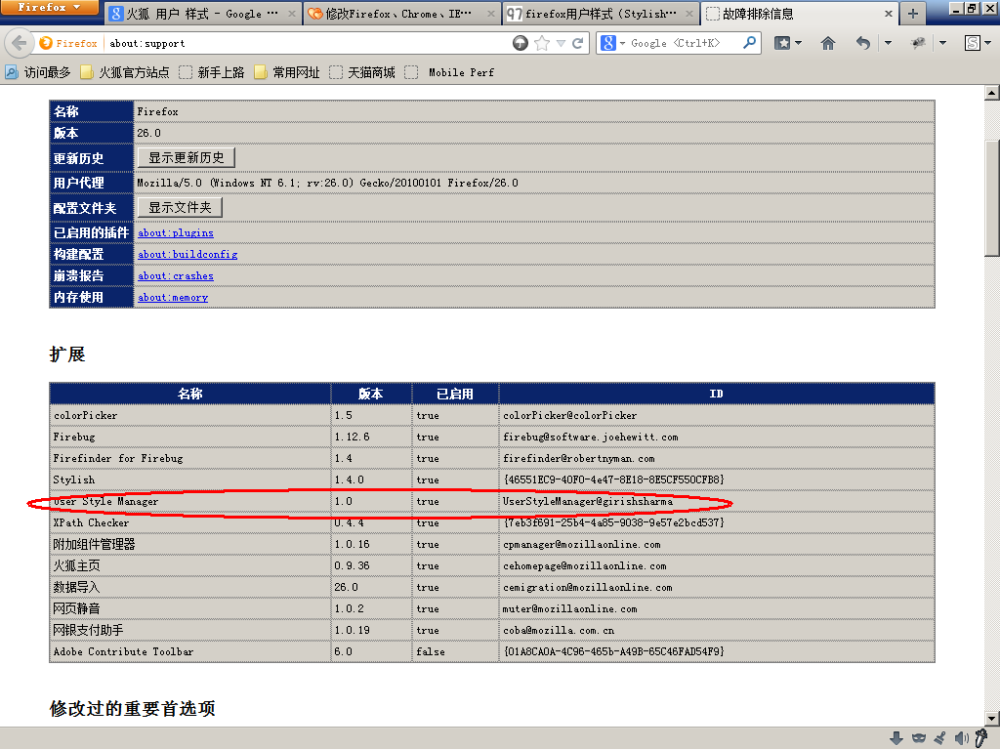 Firefox
火狐 用户 样式 - Google ...
修改Firefox、Chrome、IE...
firefox用户样式（Stylish...
故障排除信息
Firefox about:support
Google <Ctrl+K>
访问最多 火狐官方站点 新手上路 常用网址 天猫商城 Mobile Perf
名称 Firefox
版本 26.0
更新历史 显示更新历史
用户代理 Mozilla/5.0 (Windows NT 6.1; rv:26.0) Gecko/20100101 Firefox/26.0
配置文件夹 显示文件夹
已启用的插件 about:plugins
构建配置 about:buildconfig
崩溃报告 about:crashes
内存使用 about:memory
扩展
名称 版本 已启用 ID
colorPicker 1.5 true colorPicker@colorPicker
Firebug 1.12.6 true firebug@software.joehewitt.com
Firefinder for Firebug 1.4 true firefinder@robertnyman.com
Stylish 1.4.0 true {46551EC9-40F0-4e47-8E18-8E5CF550CFB8}
User Style Manager 1.0 true UserStyleManager@girishsharma
XPath Checker 0.4.4 true {7eb3f691-25b4-4a85-9038-9e57e2bcd537}
附加组件管理器 1.0.16 true cpmanager@mozillaonline.com
火狐主页 0.9.36 true cehomepage@mozillaonline.com
数据导入 26.0 true cemigration@mozillaonline.com
网页静音 1.0.2 true muter@mozillaonline.com
网银支付助手 1.0.19 true coba@mozilla.com.cn
Adobe Contribute Toolbar 6.0 false {01A8CA0A-4C96-465b-A49B-65C46FAD54F9}
修改过的重要首选项